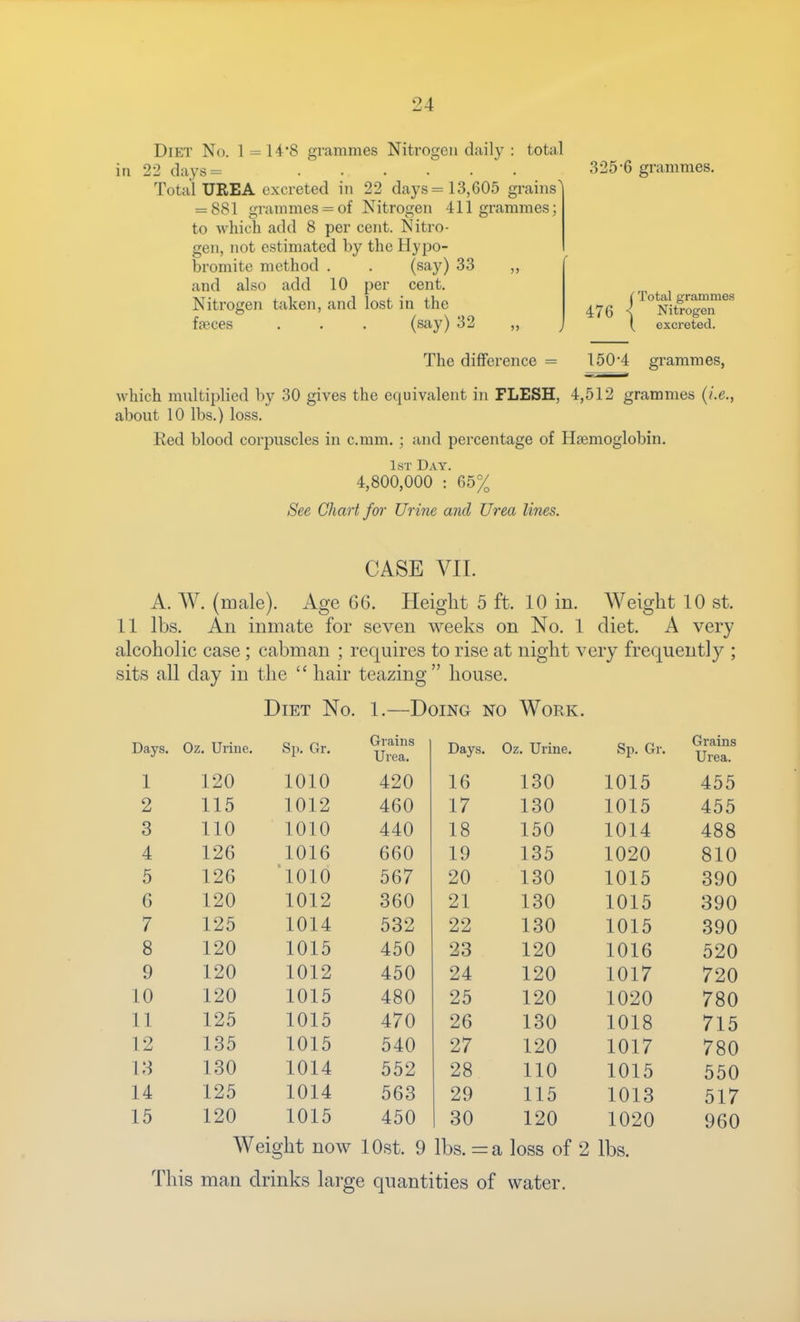 24
Diet No. 1 = 14·8 grammes Nitrogen daily : total
in 22 days = . . . . . . 325·6 grammes.
Total UREA excreted in 22 days = 13,605 grains
= 881 grammes = of Nitrogen 411 grammes;
to which add 8 per cent. Nitro-
gen, not estimated by the Hypo-
bromite method . . (say) 33 „
and also add 10 per cent.
Nitrogen taken, and lost in the
fæces . . . (say) 32 „
476 { Total grammes
Nitrogen
excreted.
The difference = 150·4 grammes,
which multiplied by 30 gives the equivalent in FLESH, 4,512 grammes (i.e.,
about 10 lbs.) loss.
Red blood corpuscles in c.mm. ; and percentage of Hæmoglobin.
1st Day.
4,800,000 : 65%
See Chart for Urine and Urea lines.
CASE VII.
A. W. (male). Age 66. Height 5 ft. 10 in. Weight 10 st.
11 lbs. An inmate for seven weeks on No. 1 diet. A very
alcoholic case ; cabman ; requires to rise at night very frequently ;
sits all day in the “ hair teazing ” house.
Diet No. 1.—Doing no Work.
Days. Oz. Urine. Sp. Gr. Grains Urea. Days. Oz. Urine. Sp. Gr. Grains Urea.
1 120 1010 420 16 130 1015 455
2 115 1012 460 17 130 1015 455
3 110 1010 440 18 150 1014 488
4 126 1016 660 19 135 1020 810
5 126 1010 567 20 130 1015 390
6 120 1012 360 21 130 1015 390
7 125 1014 532 22 130 1015 390
8 120 1015 450 23 120 1016 520
9 120 1012 450 24 120 1017 720
10 120 1015 480 25 120 1020 780
11 125 1015 470 26 130 1018 715
12 135 1015 540 27 120 1017 780
13 130 1014 552 28 110 1015 550
14 125 1014 563 29 115 1013 517
15 120 1015 450 30 120 1020 960
Weight now 10st. 9 lbs. = a loss of 2 lbs.
This man drinks large quantities of water.